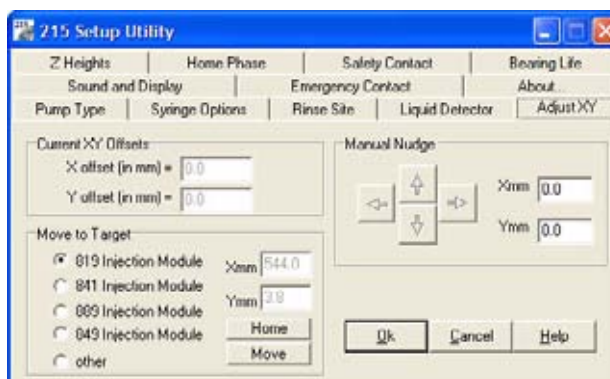 215 Setup Utility
Z Heights Home Phase Safety Contact Bearing Life
Sound and Display Emergency Contact About...
Pump Type Syringe Options Rinse Site Liquid Detector Adjust XY
Current XY Offsets
X offset (in mm) = 0.0
Y offset (in mm) = 0.0
Manual Nudge
Xmm 0.0
Ymm 0.0
Move to Target
819 Injection Module Xmm 544.0
841 Injection Module
889 Injection Module Ymm 3.8
849 Injection Module Home
other Move
Ok Cancel Help